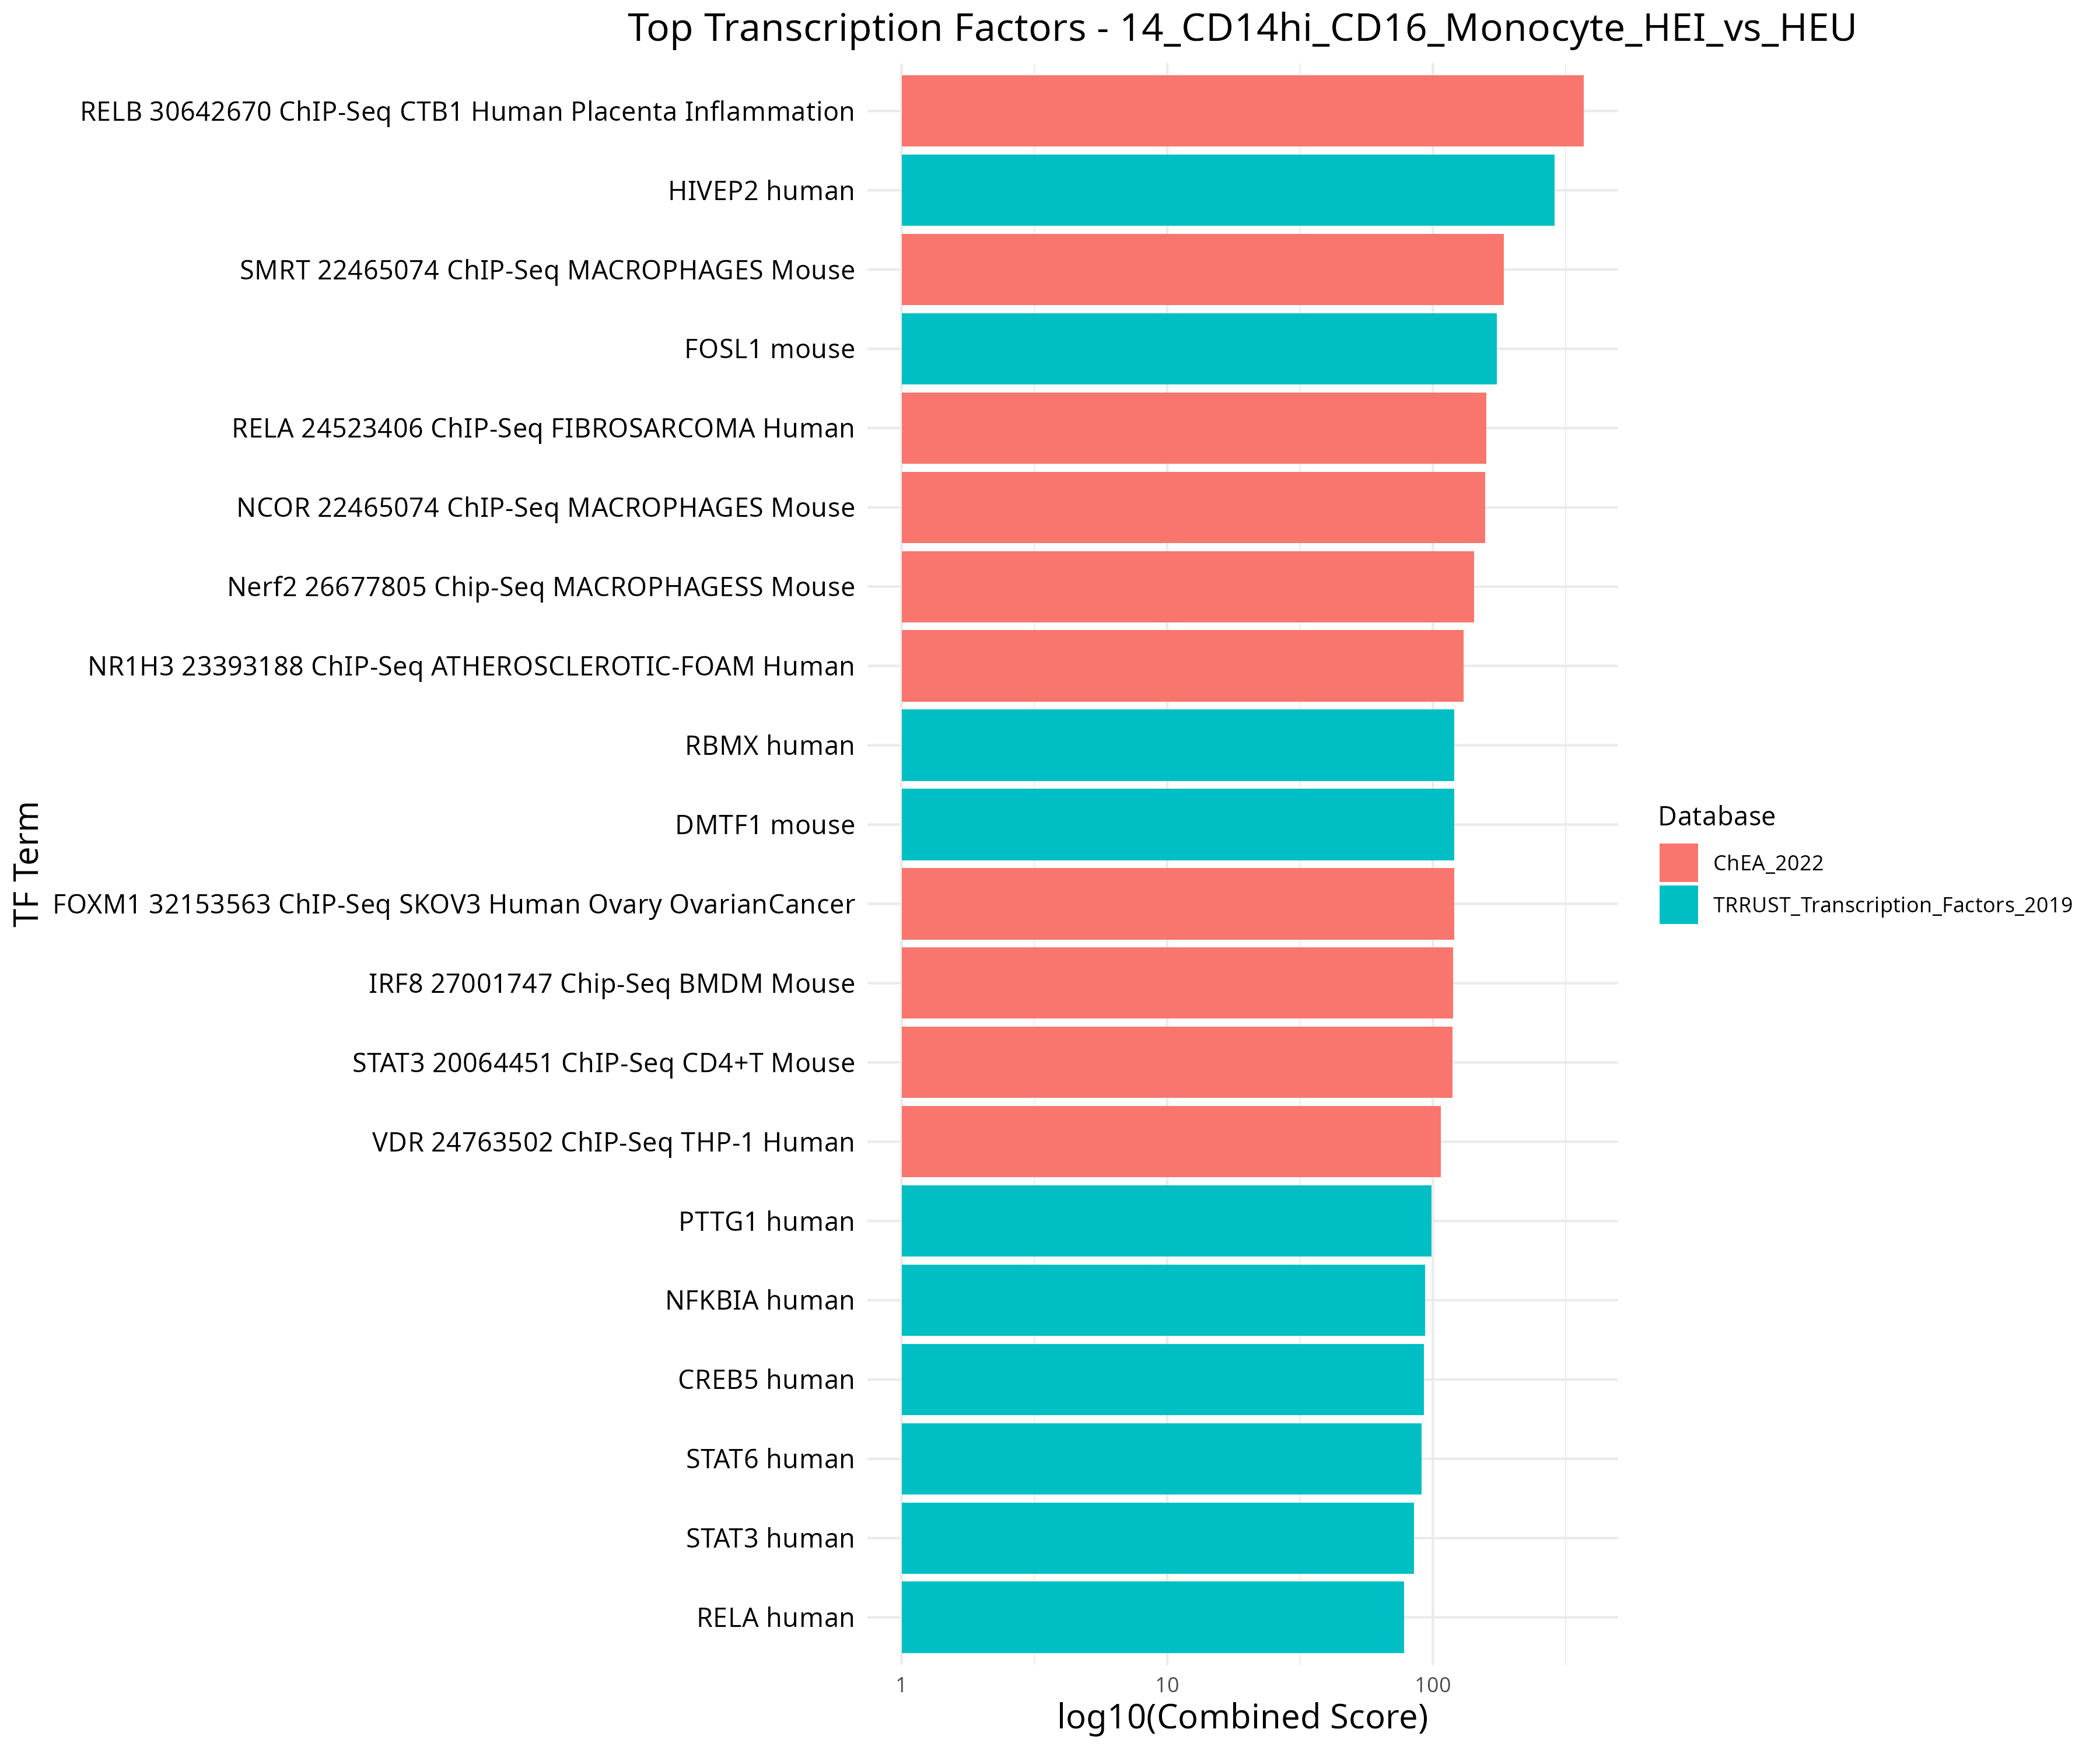 Top Transcription Factors - 14_CD14hi_CD16_Monocyte_HEI_vs_HEU
RELB 30642670 ChIP-Seq CTB1 Human Placenta Inflammation
HIVEP2 human
SMRT 22465074 ChIP-Seq MACROPHAGES Mouse
FOSL1 mouse
RELA 24523406 ChIP-Seq FIBROSARCOMA Human
NCOR 22465074 ChIP-Seq MACROPHAGES Mouse
Nerf2 26677805 Chip-Seq MACROPHAGESS Mouse
NR1H3 23393188 ChIP-Seq ATHEROSCLEROTIC-FOAM Human
RBMX human
DMTF1 mouse
FOXM1 32153563 ChIP-Seq SKOV3 Human Ovary OvarianCancer
IRF8 27001747 Chip-Seq BMDM Mouse
STAT3 20064451 ChIP-Seq CD4+T Mouse
VDR 24763502 ChIP-Seq THP-1 Human
PTTG1 human
NFKBIA human
CREB5 human
STAT6 human
STAT3 human
RELA human
TF Term
1
10
100
log10(Combined Score)
Database
ChEA_2022
TRRUST_Transcription_Factors_2019